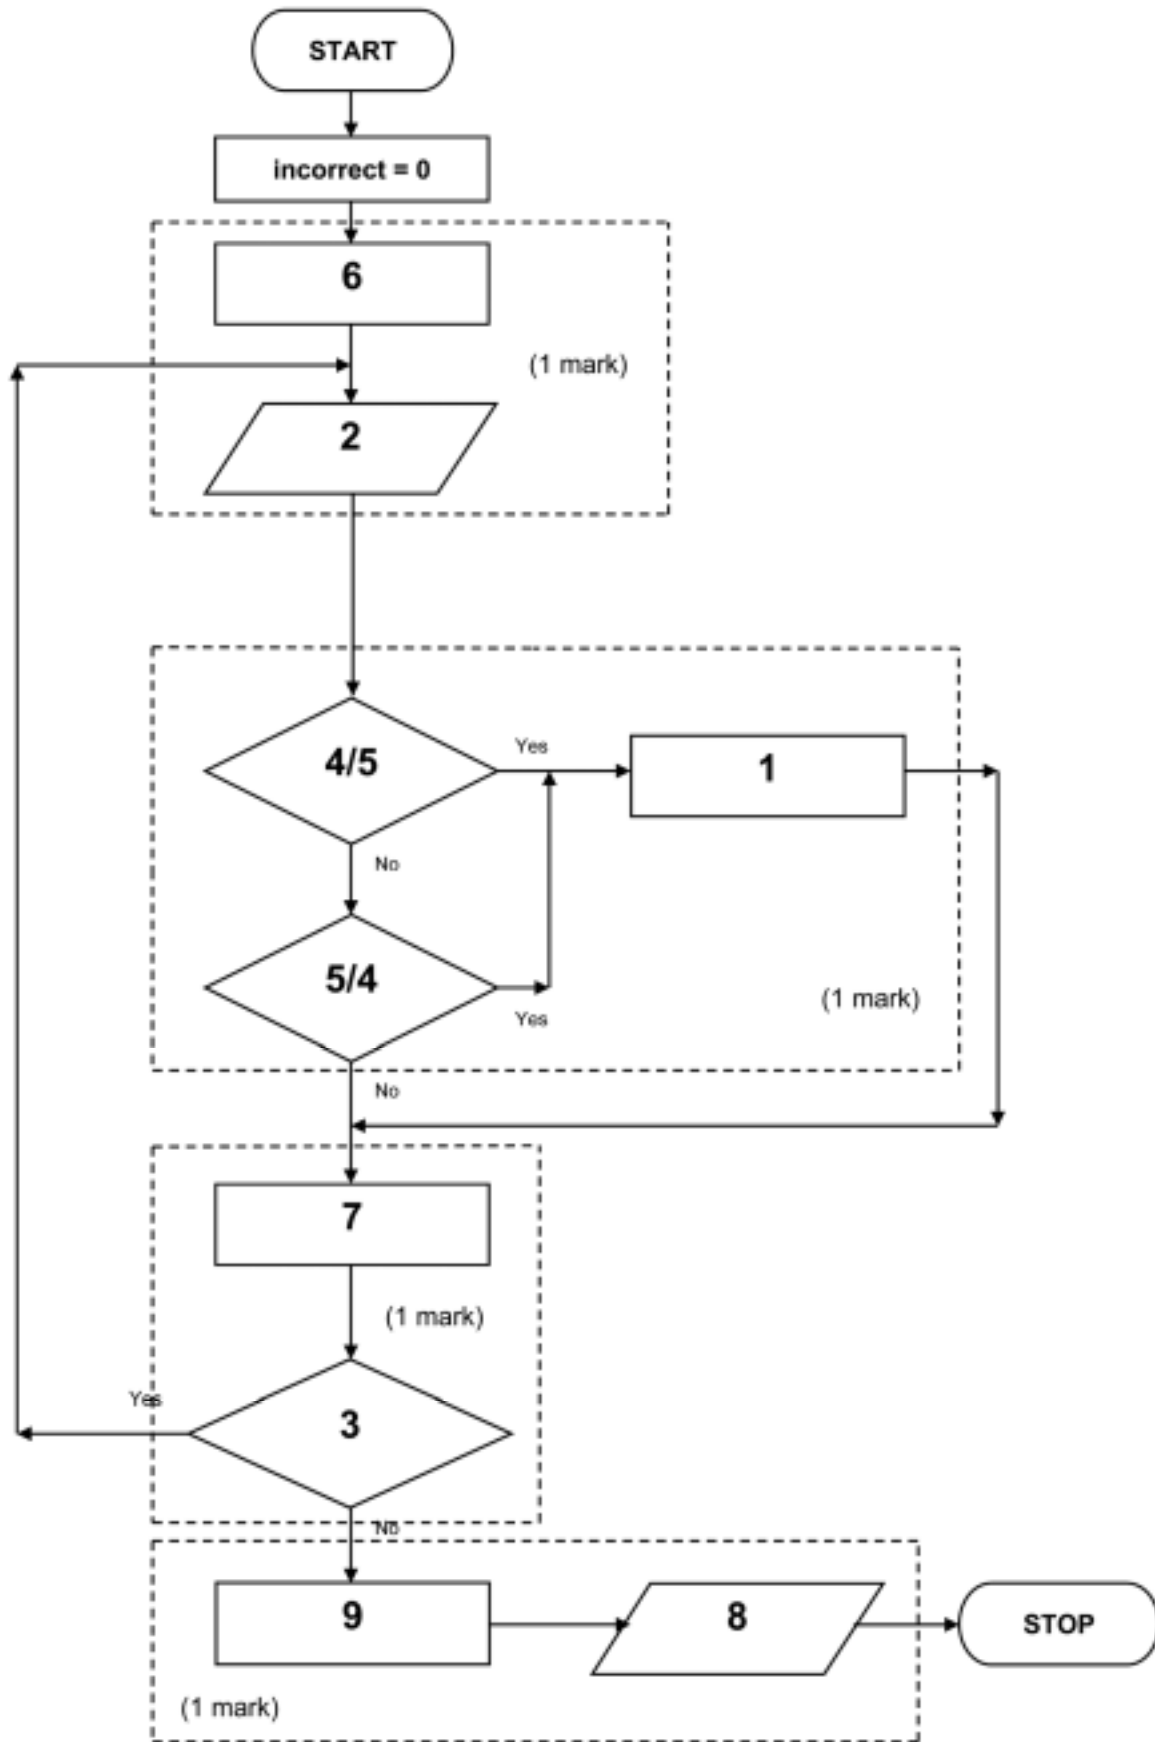 START
incorrect = 0
6
(1 mark)
2
4/5
Yes
1
No
5/4
Yes
(1 mark)
No
7
(1 mark)
Yes
3
No
9
8
STOP
(1 mark)